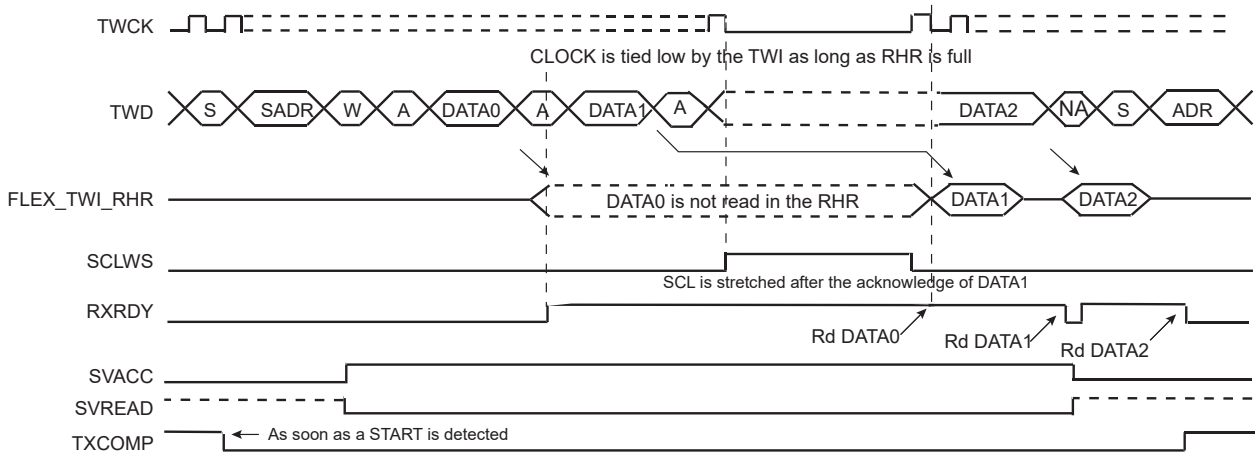 TWCK
CLOCK is tied low by the TWI as long as RHR is full
TWD S SADR W A DATA0 A DATA1 A DATA2 NA S ADR
FLEX_TWI_RHR DATA0 is not read in the RHR DATA1 DATA2
SCLWS
SCL is stretched after the acknowledge of DATA1
RXRDY
Rd DATA0 Rd DATA1 Rd DATA2
SVACC
SVREAD
TXCOMP As soon as a START is detected